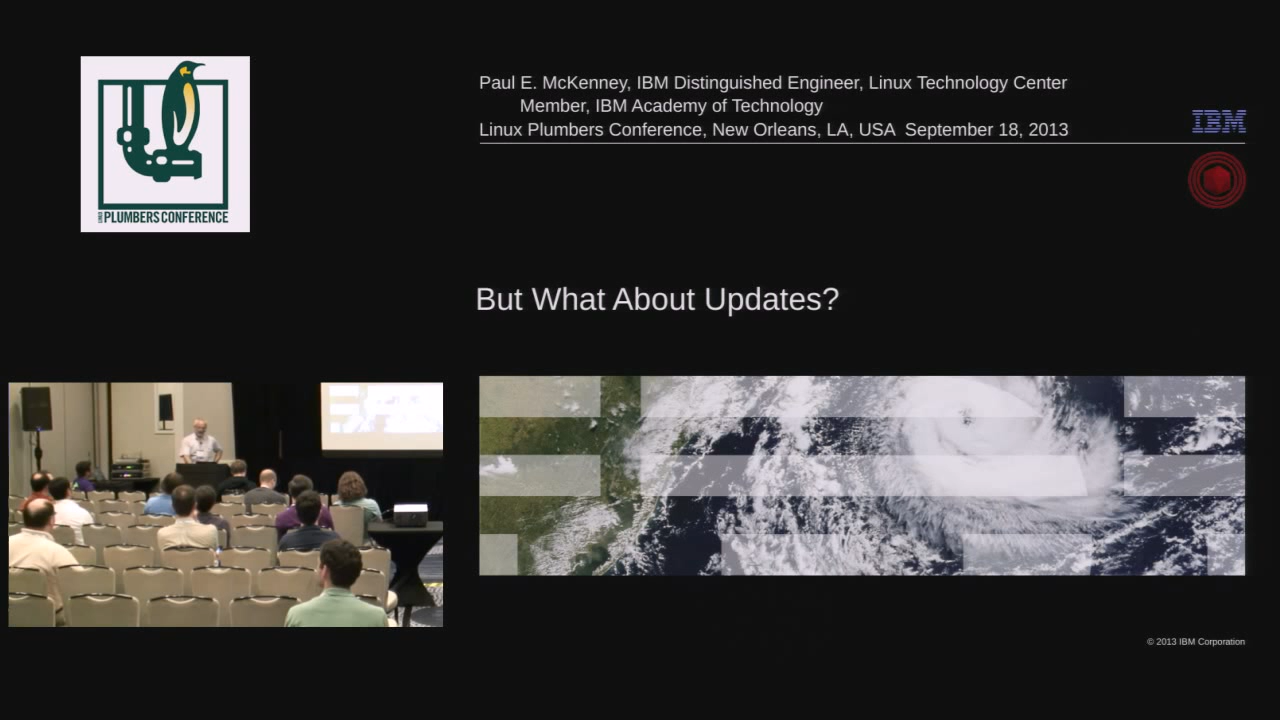 LINUX PLUMBERS CONFERENCE
Paul E. McKenney, IBM Distinguished Engineer, Linux Technology Center
Member, IBM Academy of Technology
Linux Plumbers Conference, New Orleans, LA, USA  September 18, 2013
IBM
But What About Updates?
© 2013 IBM Corporation